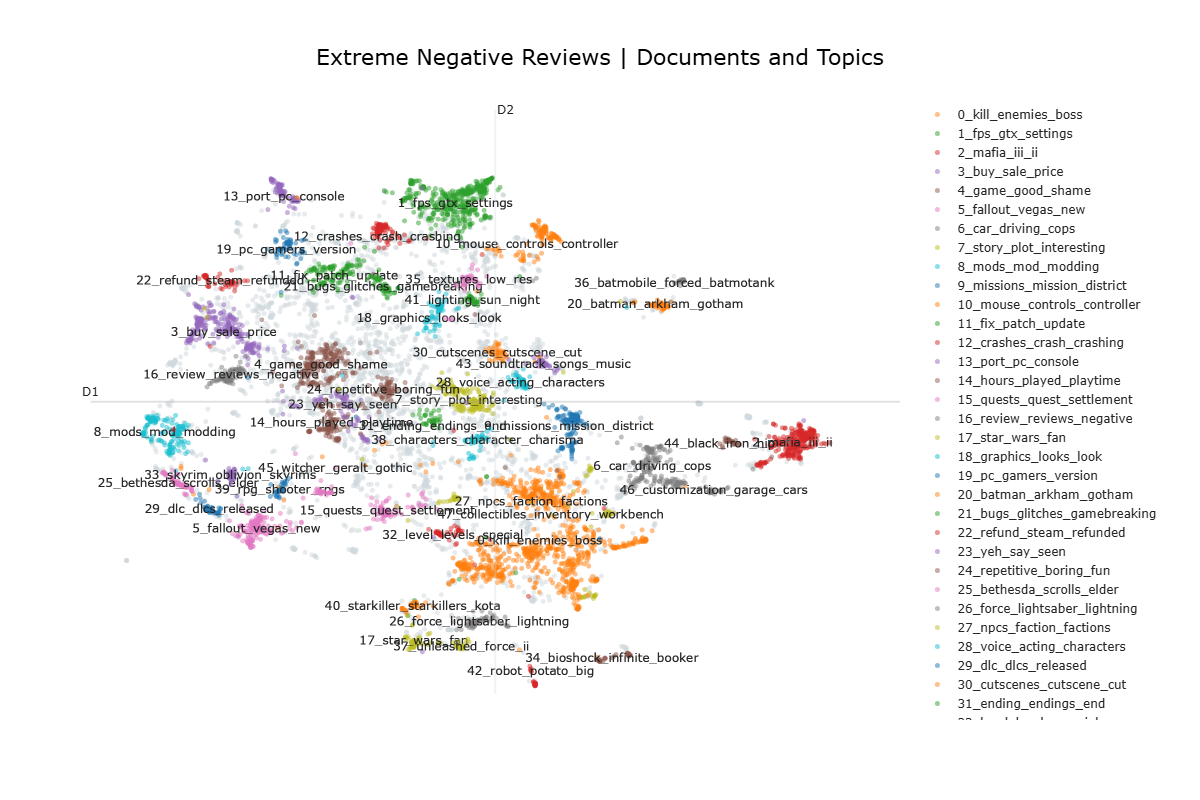 Extreme Negative Reviews | Documents and Topics
D2
D1
13_port_pc_console
1_fps_gtx_settings
12_crashes_crash_crashing
10_mouse_controls_controller
19_pc_gamers_version
22_refund_steam_refunded
11_fix_patch_update
21_bugs_glitches_gamebreaking
35_textures_low_res
36_batmobile_forced_batmotank
41_lighting_sun_night
20_batman_arkham_gotham
18_graphics_looks_look
3_buy_sale_price
30_cutscenes_cutscene_cut
4_game_good_shame
43_soundtrack_songs_music
16_review_reviews_negative
28_voice_acting_characters
24_repetitive_boring_fun
7_story_plot_interesting
23_yeh_say_seen
14_hours_played_playtime
31_ending_endings_end
9_missions_mission_district
8_mods_mod_modding
38_characters_character_charisma
44_black_iron
2_mafia_iii_ii
45_witcher_geralt_gothic
6_car_driving_cops
33_skyrim_oblivion_skyrims
25_bethesda_scrolls_elder
39_rpg_shooter_rpgs
46_customization_garage_cars
27_npcs_faction_factions
29_dlc_dlcs_released
15_quests_quest_settlement
47_collectibles_inventory_workbench
5_fallout_vegas_new
32_level_levels_special
0_kill_enemies_boss
40_starkiller_starkillers_kota
26_force_lightsaber_lightning
17_star_wars_fan
37_unleashed_force_ii
34_bioshock_infinite_booker
42_robot_potato_big
0_kill_enemies_boss
1_fps_gtx_settings
2_mafia_iii_ii
3_buy_sale_price
4_game_good_shame
5_fallout_vegas_new
6_car_driving_cops
7_story_plot_interesting
8_mods_mod_modding
9_missions_mission_district
10_mouse_controls_controller
11_fix_patch_update
12_crashes_crash_crashing
13_port_pc_console
14_hours_played_playtime
15_quests_quest_settlement
16_review_reviews_negative
17_star_wars_fan
18_graphics_looks_look
19_pc_gamers_version
20_batman_arkham_gotham
21_bugs_glitches_gamebreaking
22_refund_steam_refunded
23_yeh_say_seen
24_repetitive_boring_fun
25_bethesda_scrolls_elder
26_force_lightsaber_lightning
27_npcs_faction_factions
28_voice_acting_characters
29_dlc_dlcs_released
30_cutscenes_cutscene_cut
31_ending_endings_end